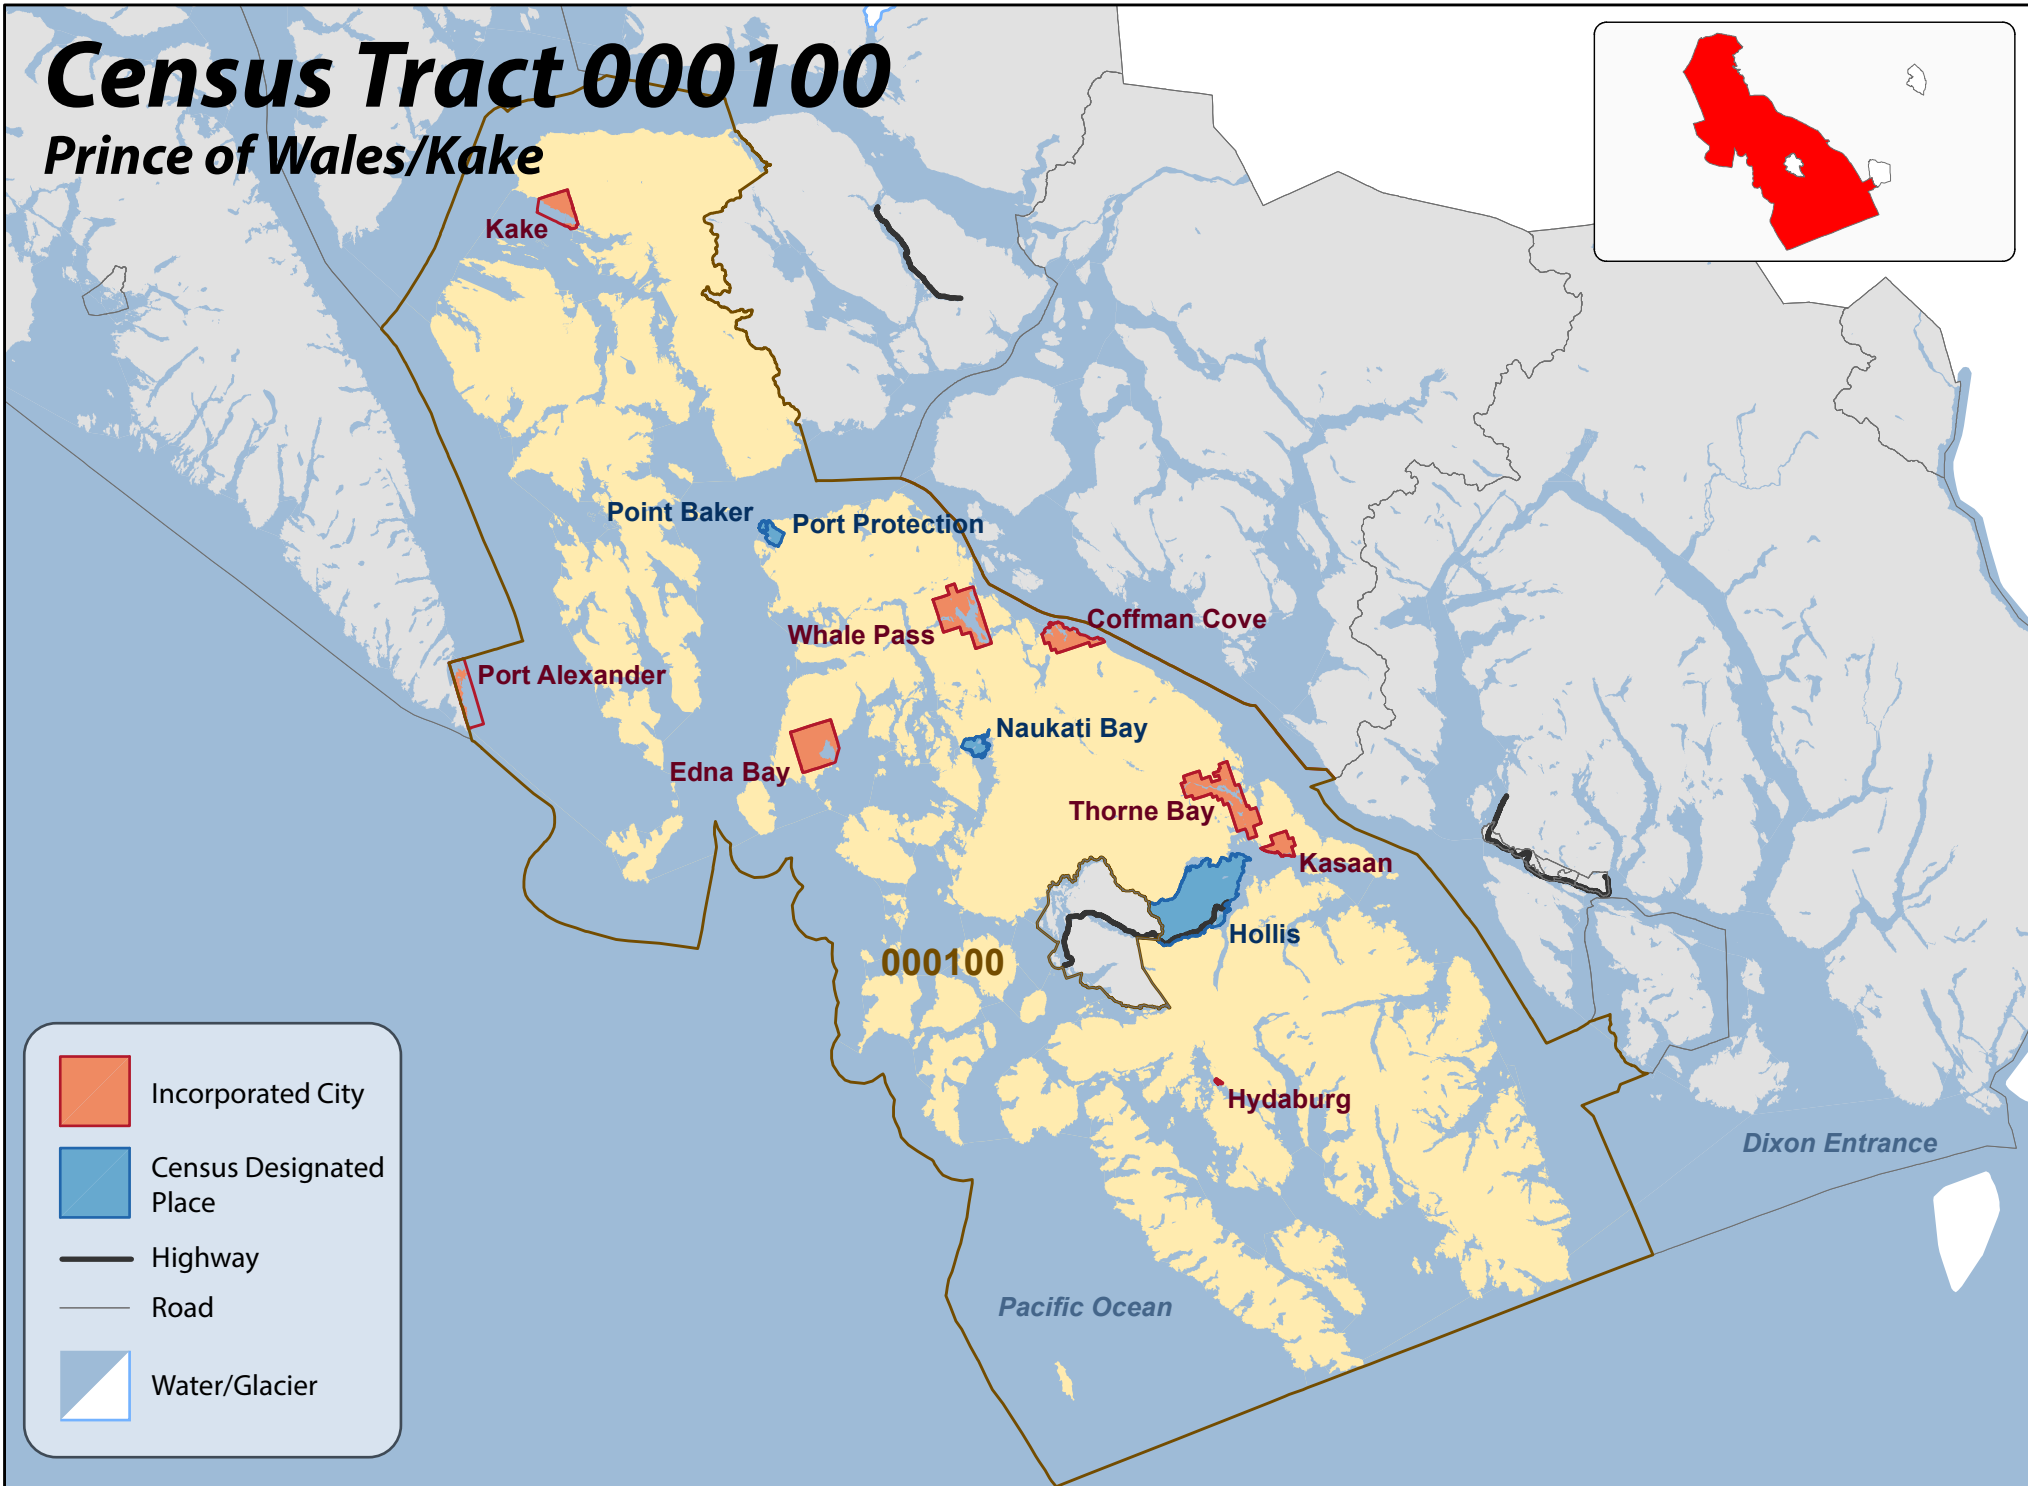 Census Tract 000100
Prince of Wales/Kake
Kake
Point Baker
Port Protection
Whale Pass
Coffman Cove
Port Alexander
Naukati Bay
Edna Bay
Thorne Bay
Kasaan
Hollis
000100
Hydaburg
Dixon Entrance
Pacific Ocean
Incorporated City
Census Designated
Place
Highway
Road
Water/Glacier